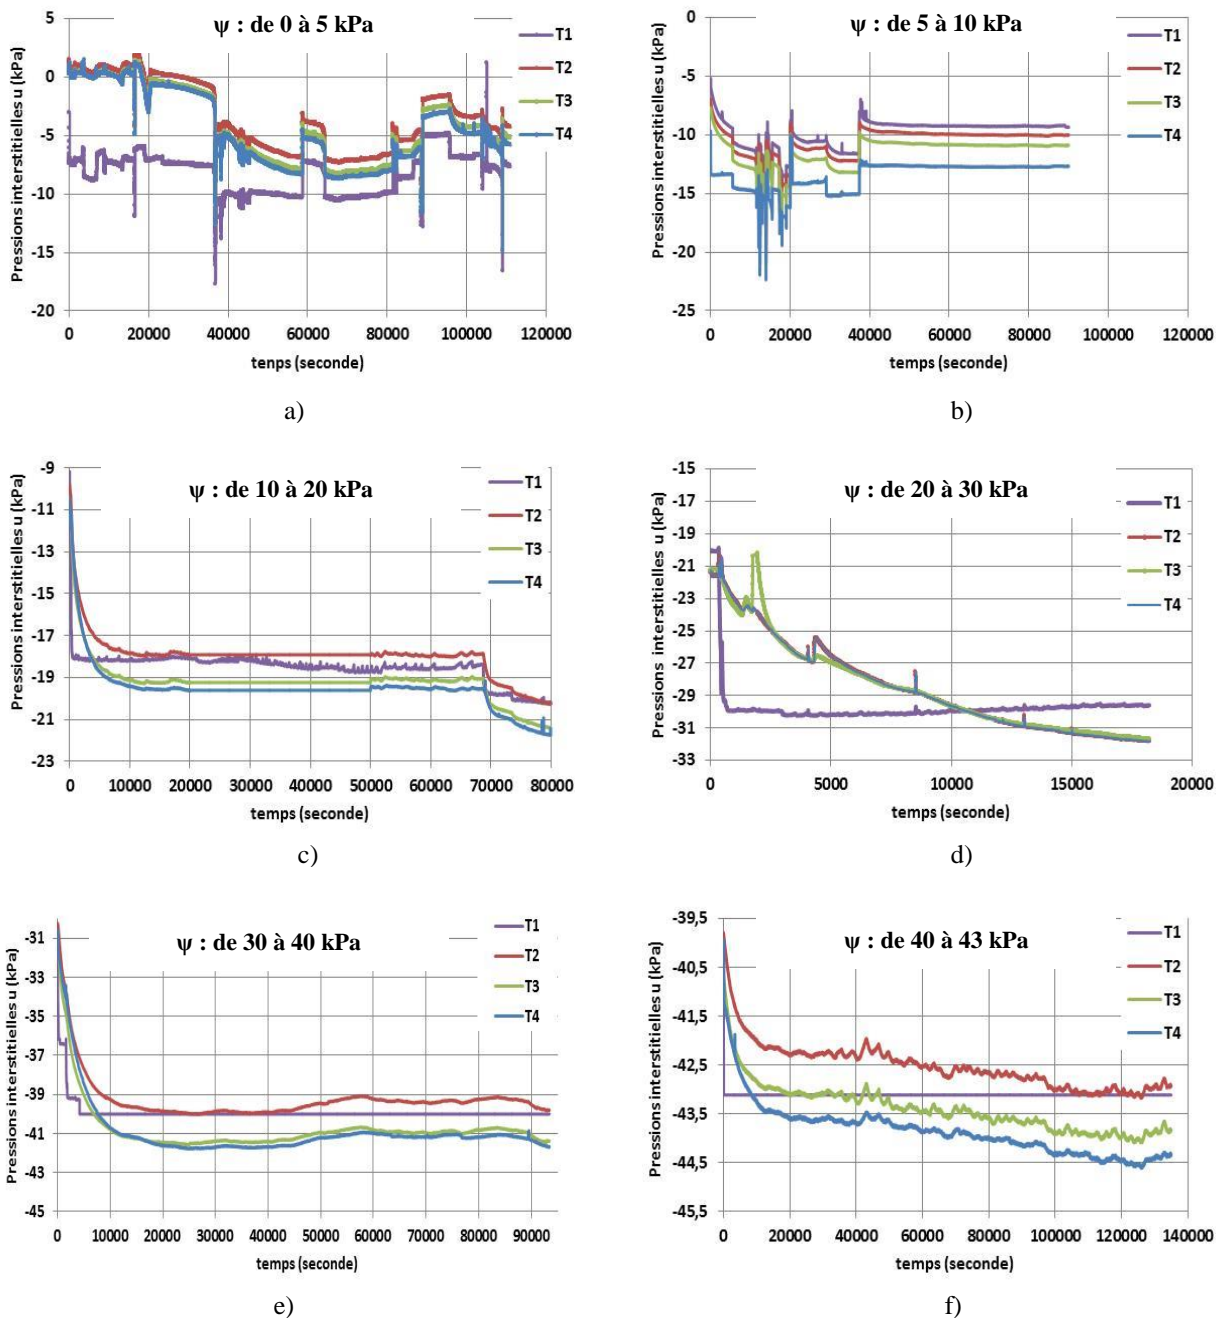 ψ : de 0 à 5 kPa
Pressions interstitielles u (kPa)
5
0
-5
-10
-15
-20
0
20000
40000
60000
80000
100000
120000
tenps (seconde)
T1
T2
T3
T4
a)
ψ : de 5 à 10 kPa
Pressions interstitielles u (kPa)
0
-5
-10
-15
-20
-25
0
20000
40000
60000
80000
100000
120000
temps (seconde)
T1
T2
T3
T4
b)
ψ : de 10 à 20 kPa
Pressions interstitielles u (kPa)
-9
-11
-13
-15
-17
-19
-21
-23
0
10000
20000
30000
40000
50000
60000
70000
80000
temps (seconde)
T1
T2
T3
T4
c)
ψ : de 20 à 30 kPa
Pressions interstitielles u (kPa)
-15
-17
-19
-21
-23
-25
-27
-29
-31
-33
0
5000
10000
15000
20000
temps (seconde)
T1
T2
T3
T4
d)
ψ : de 30 à 40 kPa
Pressions interstitielles u (kPa)
-31
-33
-35
-37
-39
-41
-43
-45
0
10000
20000
30000
40000
50000
60000
70000
80000
90000
temps (seconde)
T1
T2
T3
T4
e)
ψ : de 40 à 43 kPa
Pressions interstitielles u (kPa)
-39,5
-40,5
-41,5
-42,5
-43,5
-44,5
-45,5
0
20000
40000
60000
80000
100000
120000
140000
temps (seconde)
T1
T2
T3
T4
f)